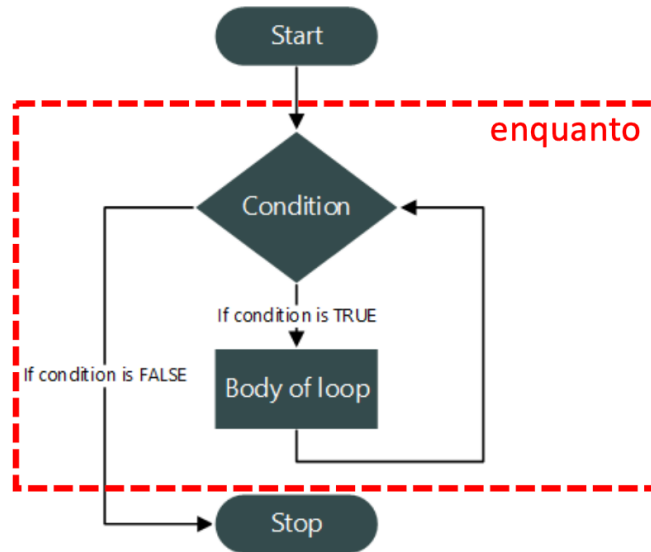 Start
enquanto
Condition
If condition is TRUE
If condition is FALSE
Body of loop
Stop